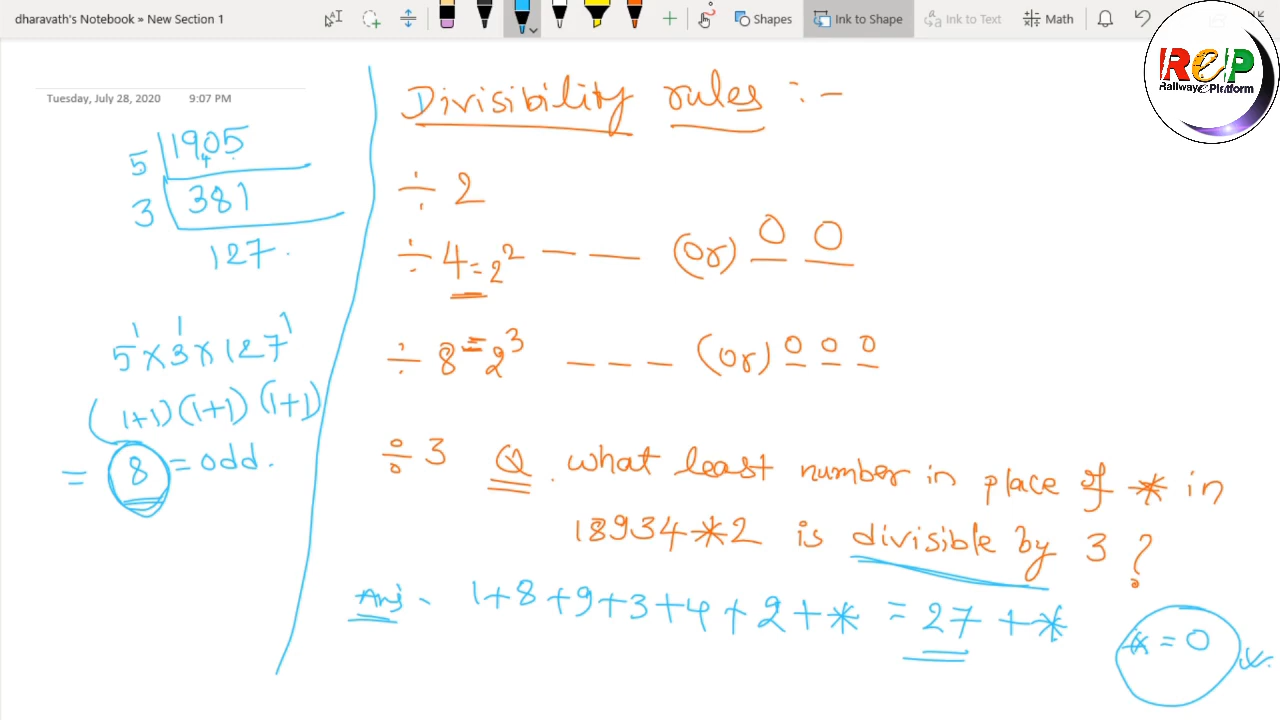 dharavath's Notebook » New Section 1
Shapes
Ink to Shape
Ink to Text
Math
ReP
Railway Platform
Tuesday, July 28, 2020 9:07 PM
5 1905
4
3 381
127.
5¹ x 3¹ x 127¹
(1+1) (1+1) (1+1)
= 8 = odd.
Divisibility rules :-
÷ 2
÷ 4 = 2² — — (or) 0 0
÷ 8 = 2³ — — — (or) 0 0 0
÷ 3 Q. what least number in place of * in
18934*2 is divisible by 3 ?
Ans. 1+8+9+3+4+2+* = 27 +*
* = 0